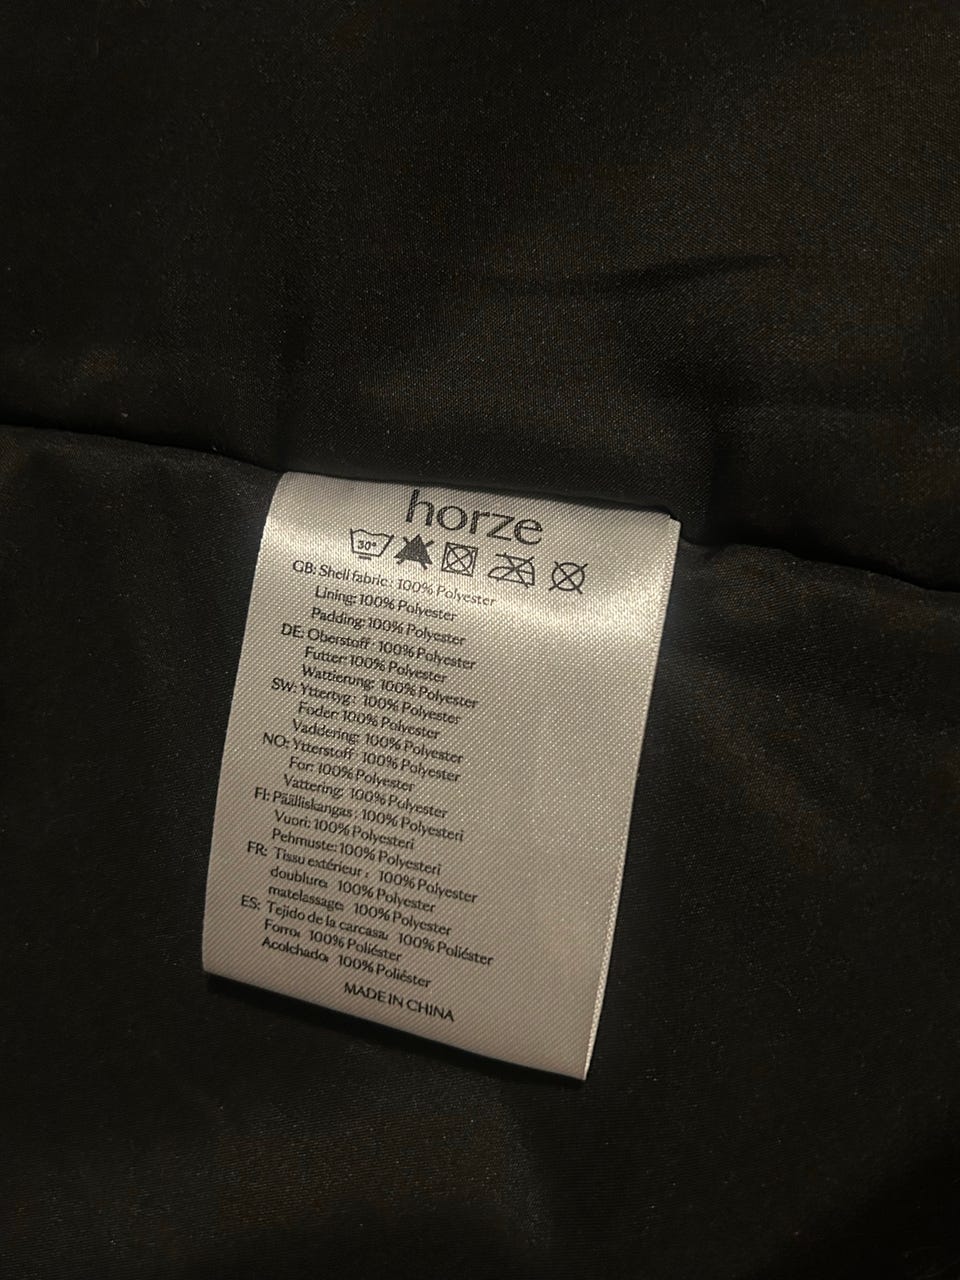 horze
30°
GB: Shell fabric: 100% Polyester
Lining: 100% Polyester
Padding: 100% Polyester
DE: Oberstoff: 100% Polyester
Futter: 100% Polyester
Wattierung: 100% Polyester
SW: Yttertyg: 100% Polyester
Foder: 100% Polyester
Vaddering: 100% Polyester
NO: Ytterstoff: 100% Polyester
For: 100% Polyester
Vattering: 100% Polyester
FI: Päälliskangas: 100% Polyesteri
Vuori: 100% Polyesteri
Pehmuste: 100% Polyesteri
FR: Tissu extérieur: 100% Polyester
doublure: 100% Polyester
matelassage: 100% Polyester
ES: Tejido de la carcasa: 100% Poliéster
Forro: 100% Poliéster
Acolchado: 100% Poliéster
MADE IN CHINA